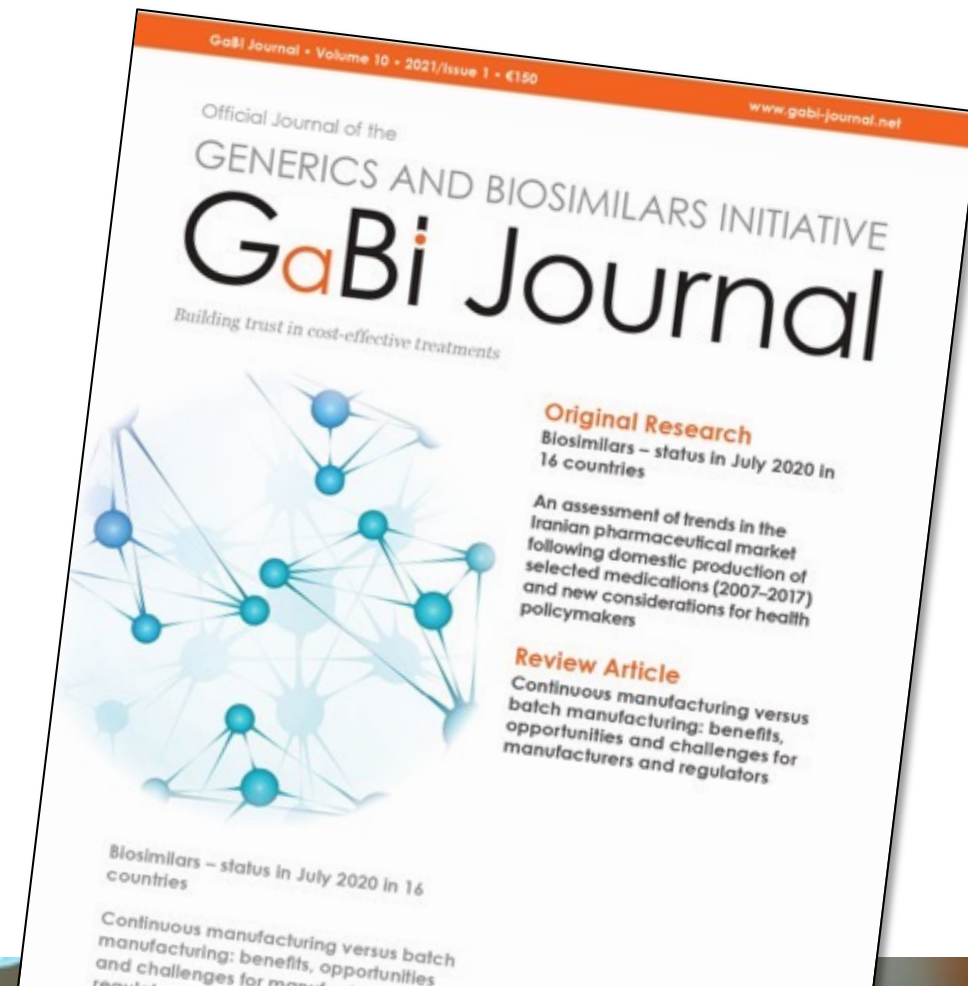 GaBI Journal • Volume 10 • 2021/Issue 1 • €150
www.gabi-journal.net
Official Journal of the
GENERICS AND BIOSIMILARS INITIATIVE
GaBi Journal
Building trust in cost-effective treatments
Original Research
Biosimilars – status in July 2020 in
16 countries
An assessment of trends in the
Iranian pharmaceutical market
following domestic production of
selected medications (2007–2017)
and new considerations for health
policymakers
Review Article
Continuous manufacturing versus
batch manufacturing: benefits,
opportunities and challenges for
manufacturers and regulators
Biosimilars – status in July 2020 in 16
countries
Continuous manufacturing versus batch
manufacturing: benefits, opportunities
and challenges for